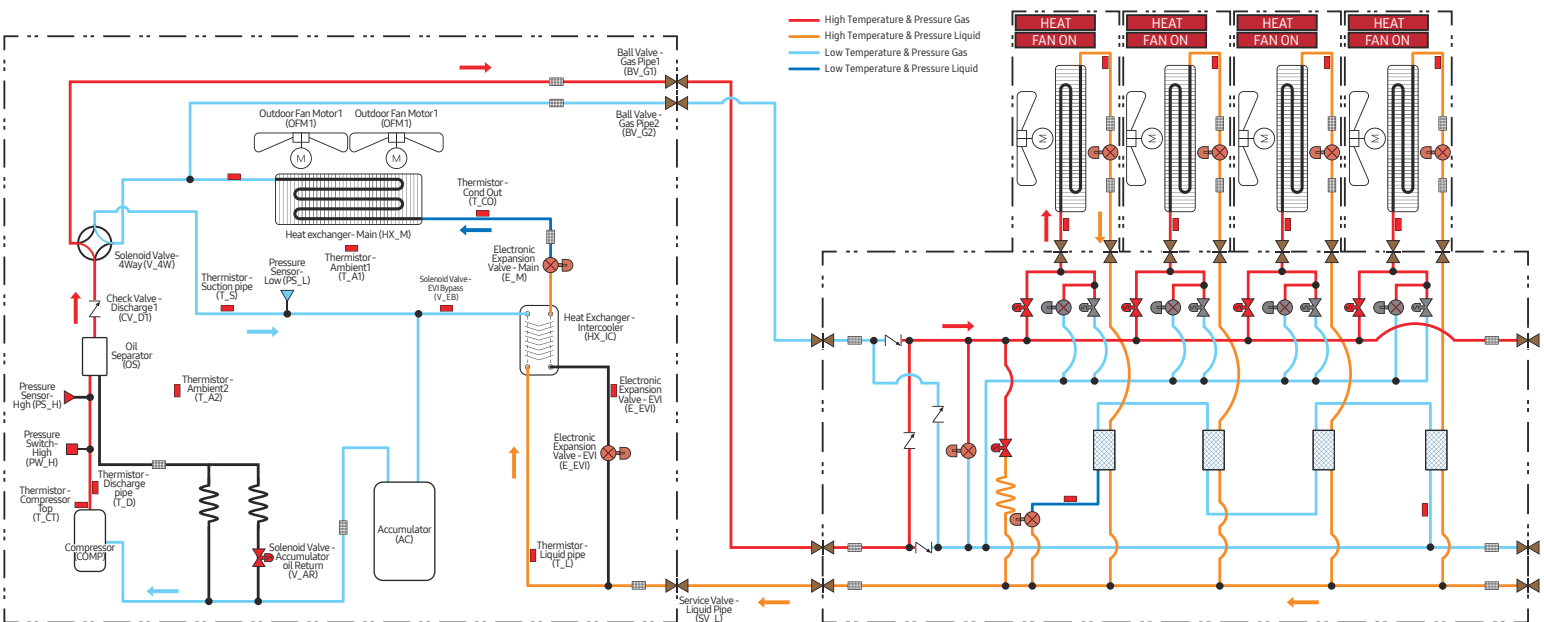 High Temperature & Pressure Gas
High Temperature & Pressure Liquid
Low Temperature & Pressure Gas
Low Temperature & Pressure Liquid
HEAT
FAN ON
HEAT
FAN ON
HEAT
FAN ON
HEAT
FAN ON
Ball Valve -
Gas Pipe1
(BV_G1)
Ball Valve -
Gas Pipe2
(BV_G2)
Outdoor Fan Motor1
(OFM1)
Outdoor Fan Motor1
(OFM1)
M
M
M
M
M
M
Thermistor -
Cond Out
(T_CO)
Heat exchanger- Main (HX_M)
Thermistor-
Ambient1
(T_A1)
Solenoid Valve-
4Way (V_4W)
Thermistor-
Suction pipe
(T_S)
Pressure
Sensor-
Low (PS_L)
Solenoid Valve-
EVI Bypass
(V_EB)
Electronic
Expansion
Valve - Main
(E_M)
Check Valve -
Discharge1
(CV_D1)
Heat Exchanger-
Intercooler
(HX_IC)
Oil
Separator
(OS)
Thermistor -
Ambient2
(T_A2)
Pressure
Sensor-
Hgh (PS_H)
Electronic
Expansion
Valve - EVI
(E_EVI)
Pressure
Switch-
High
(PW_H)
Electronic
Expansion
Valve - EVI
(E_EVI)
Thermistor-
Discharge
pipe
(T_D)
Thermistor-
Compressor
Top
(T_CT)
Compressor
(COMP)
Accumulator
(AC)
Solenoid Valve -
Accumulator
oil Return
(V_AR)
Thermistor-
Liquid pipe
(T_L)
Service Valve -
Liquid Pipe
(SV_L)